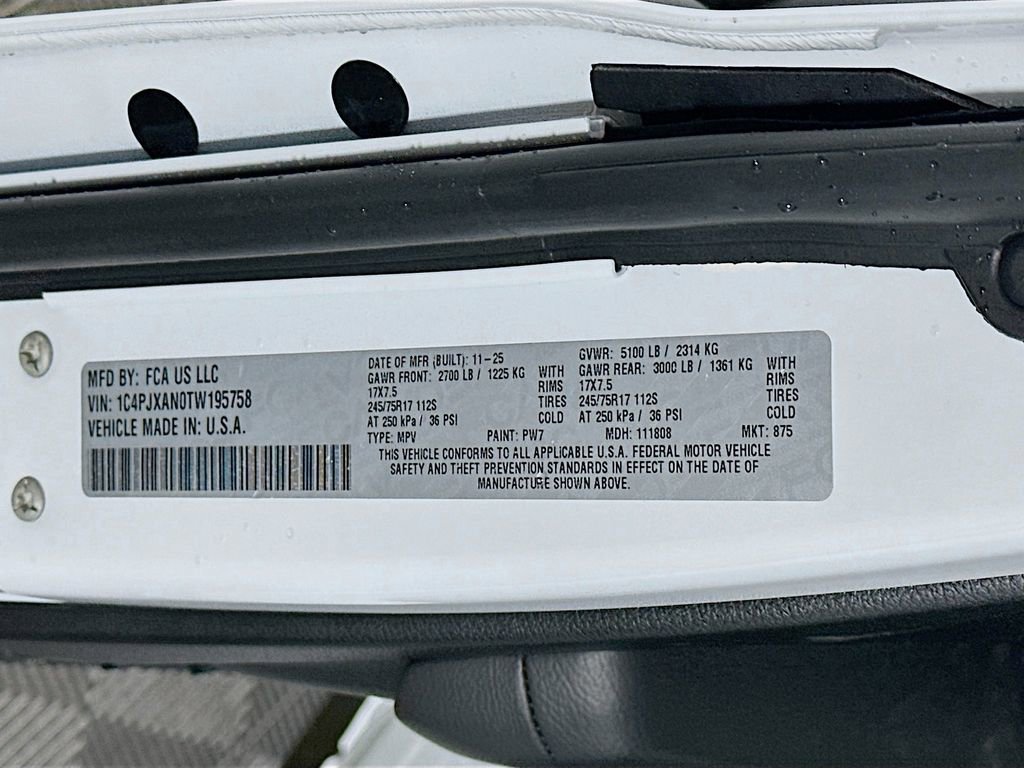 MFD BY: FCA US LLC
VIN: 1C4PJXAN0TW195758
VEHICLE MADE IN: U.S.A.
DATE OF MFR (BUILT): 11-25
GAWR FRONT: 2700 LB / 1225 KG WITH
17X7.5 RIMS
245/75R17 112S TIRES
AT 250 kPa / 36 PSI COLD
GVWR: 5100 LB / 2314 KG
GAWR REAR: 3000 LB / 1361 KG WITH
17X7.5 RIMS
245/75R17 112S TIRES
AT 250 kPa / 36 PSI COLD
TYPE: MPV PAINT: PW7 MDH: 111808 MKT: 875
THIS VEHICLE CONFORMS TO ALL APPLICABLE U.S.A. FEDERAL MOTOR VEHICLE
SAFETY AND THEFT PREVENTION STANDARDS IN EFFECT ON THE DATE OF
MANUFACTURE SHOWN ABOVE.